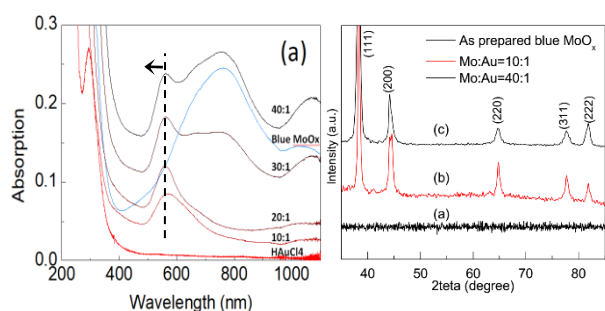 0.3
(a)
0.2
40:1
Blue MoOx
30:1
0.1
20:1
10:1
HAuCl4
0.0
200 400 600 800 1000
Absorption
Wavelength (nm)
(111)
As prepared blue MoOx
Mo:Au=10:1
Mo:Au=40:1
(200)
(220)
(311)
(222)
(c)
(b)
(a)
Intensity (a.u.)
40 50 60 70 80
2teta (degree)